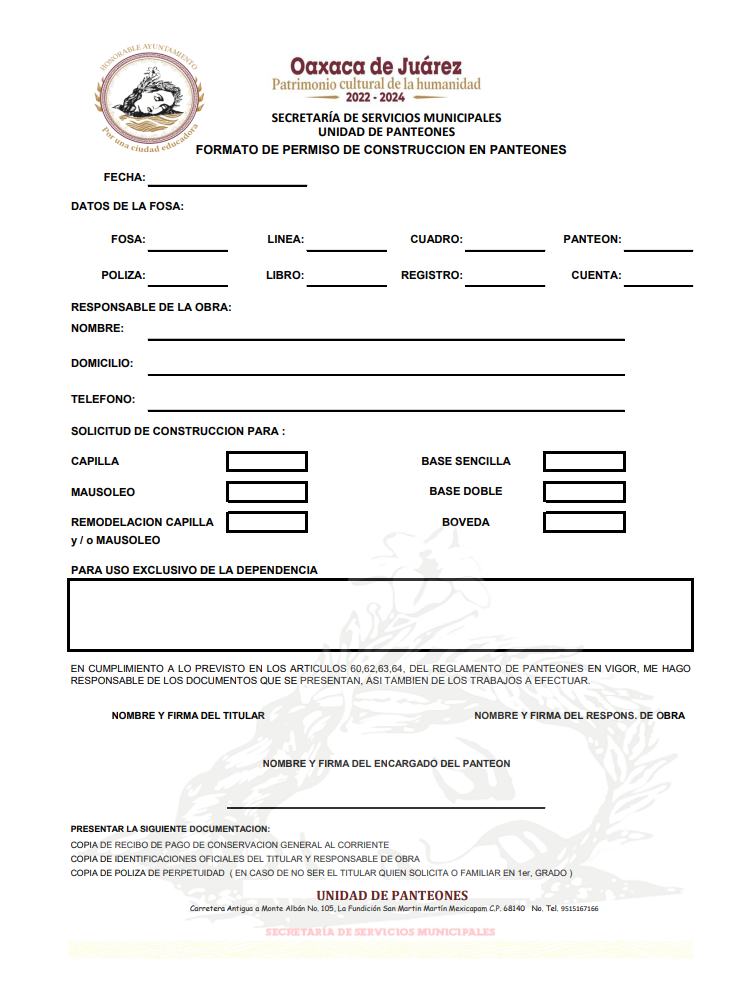 HONORABLE AYUNTAMIENTO
Por una ciudad educadora
Oaxaca de Juárez
Patrimonio cultural de la humanidad
2022 - 2024
SECRETARÍA DE SERVICIOS MUNICIPALES
UNIDAD DE PANTEONES
FORMATO DE PERMISO DE CONSTRUCCION EN PANTEONES
FECHA:
DATOS DE LA FOSA:
FOSA: LINEA: CUADRO: PANTEON:
POLIZA: LIBRO: REGISTRO: CUENTA:
RESPONSABLE DE LA OBRA:
NOMBRE:
DOMICILIO:
TELEFONO:
SOLICITUD DE CONSTRUCCION PARA :
CAPILLA BASE SENCILLA
MAUSOLEO BASE DOBLE
REMODELACION CAPILLA BOVEDA
y / o MAUSOLEO
PARA USO EXCLUSIVO DE LA DEPENDENCIA
EN CUMPLIMIENTO A LO PREVISTO EN LOS ARTICULOS 60,62,63,64, DEL REGLAMENTO DE PANTEONES EN VIGOR, ME HAGO
RESPONSABLE DE LOS DOCUMENTOS QUE SE PRESENTAN, ASI TAMBIEN DE LOS TRABAJOS A EFECTUAR.
NOMBRE Y FIRMA DEL TITULAR NOMBRE Y FIRMA DEL RESPONS. DE OBRA
NOMBRE Y FIRMA DEL ENCARGADO DEL PANTEON
PRESENTAR LA SIGUIENTE DOCUMENTACION:
COPIA DE RECIBO DE PAGO DE CONSERVACION GENERAL AL CORRIENTE
COPIA DE IDENTIFICACIONES OFICIALES DEL TITULAR Y RESPONSABLE DE OBRA
COPIA DE POLIZA DE PERPETUIDAD ( EN CASO DE NO SER EL TITULAR QUIEN SOLICITA O FAMILIAR EN 1er, GRADO )
UNIDAD DE PANTEONES
Carretera Antigua a Monte Albán No. 105, La Fundición San Martin Martín Mexicapam C.P. 68140 No. Tel. 9515167166
SECRETARÍA DE SERVICIOS MUNICIPALES